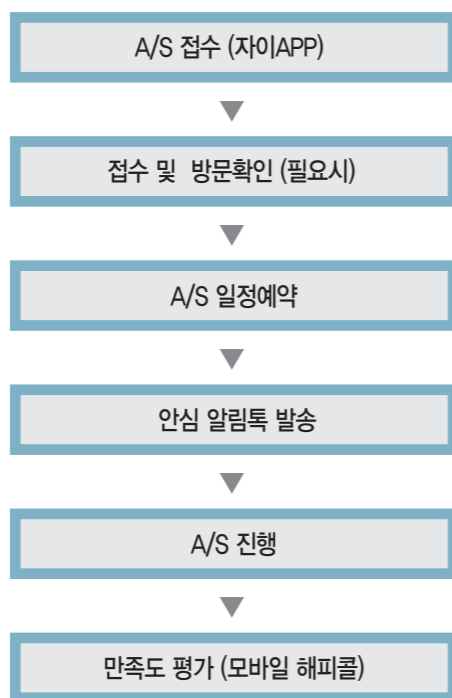 A/S 접수 (자이APP)
접수 및 방문확인 (필요시)
A/S 일정예약
안심 알림톡 발송
A/S 진행
만족도 평가 (모바일 해피콜)